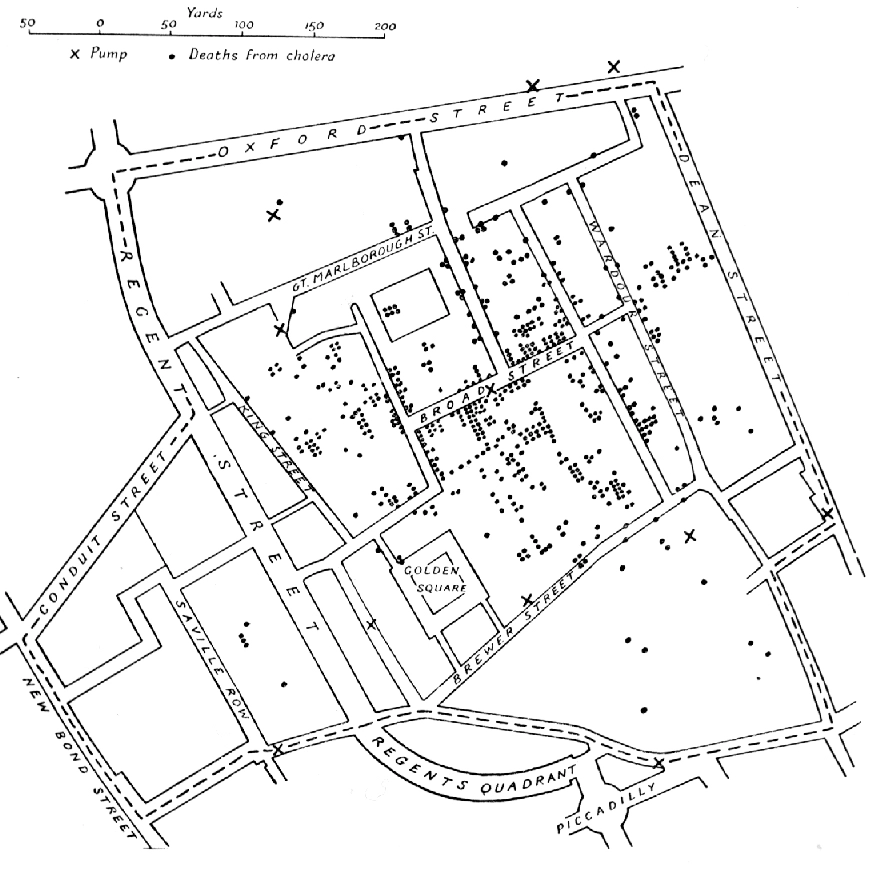 Yards
50 0 50 100 150 200
x Pump • Deaths from cholera
OXFORD STREET
REGENT STREET
DEAN STREET
WARDOUR STREET
GT. MARLBOROUGH ST.
BROAD STREET
KING STREET
CONDUIT STREET
GOLDEN
SQUARE
SAVILLE ROW
BREWER STREET
NEW BOND STREET
REGENTS QUADRANT
PICCADILLY